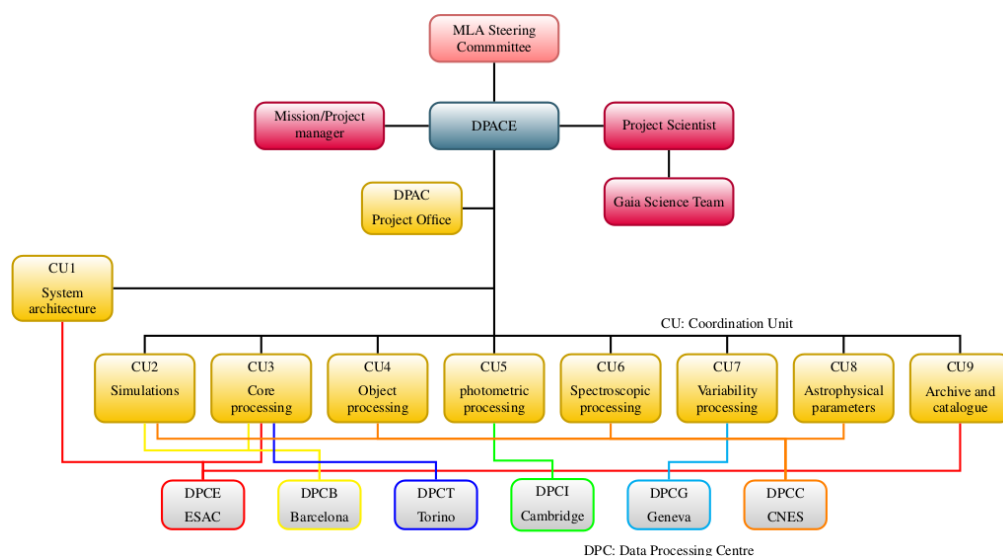 MLA Steering
Commmittee
Mission/Project
manager
DPACE
Project Scientist
DPAC
Project Office
Gaia Science Team
CU1
System
architecture
CU: Coordination Unit
CU2
Simulations
CU3
Core
processing
CU4
Object
processing
CU5
photometric
processing
CU6
Spectroscopic
processing
CU7
Variability
processing
CU8
Astrophysical
parameters
CU9
Archive and
catalogue
DPCE
ESAC
DPCB
Barcelona
DPCT
Torino
DPCI
Cambridge
DPCG
Geneva
DPCC
CNES
DPC: Data Processing Centre